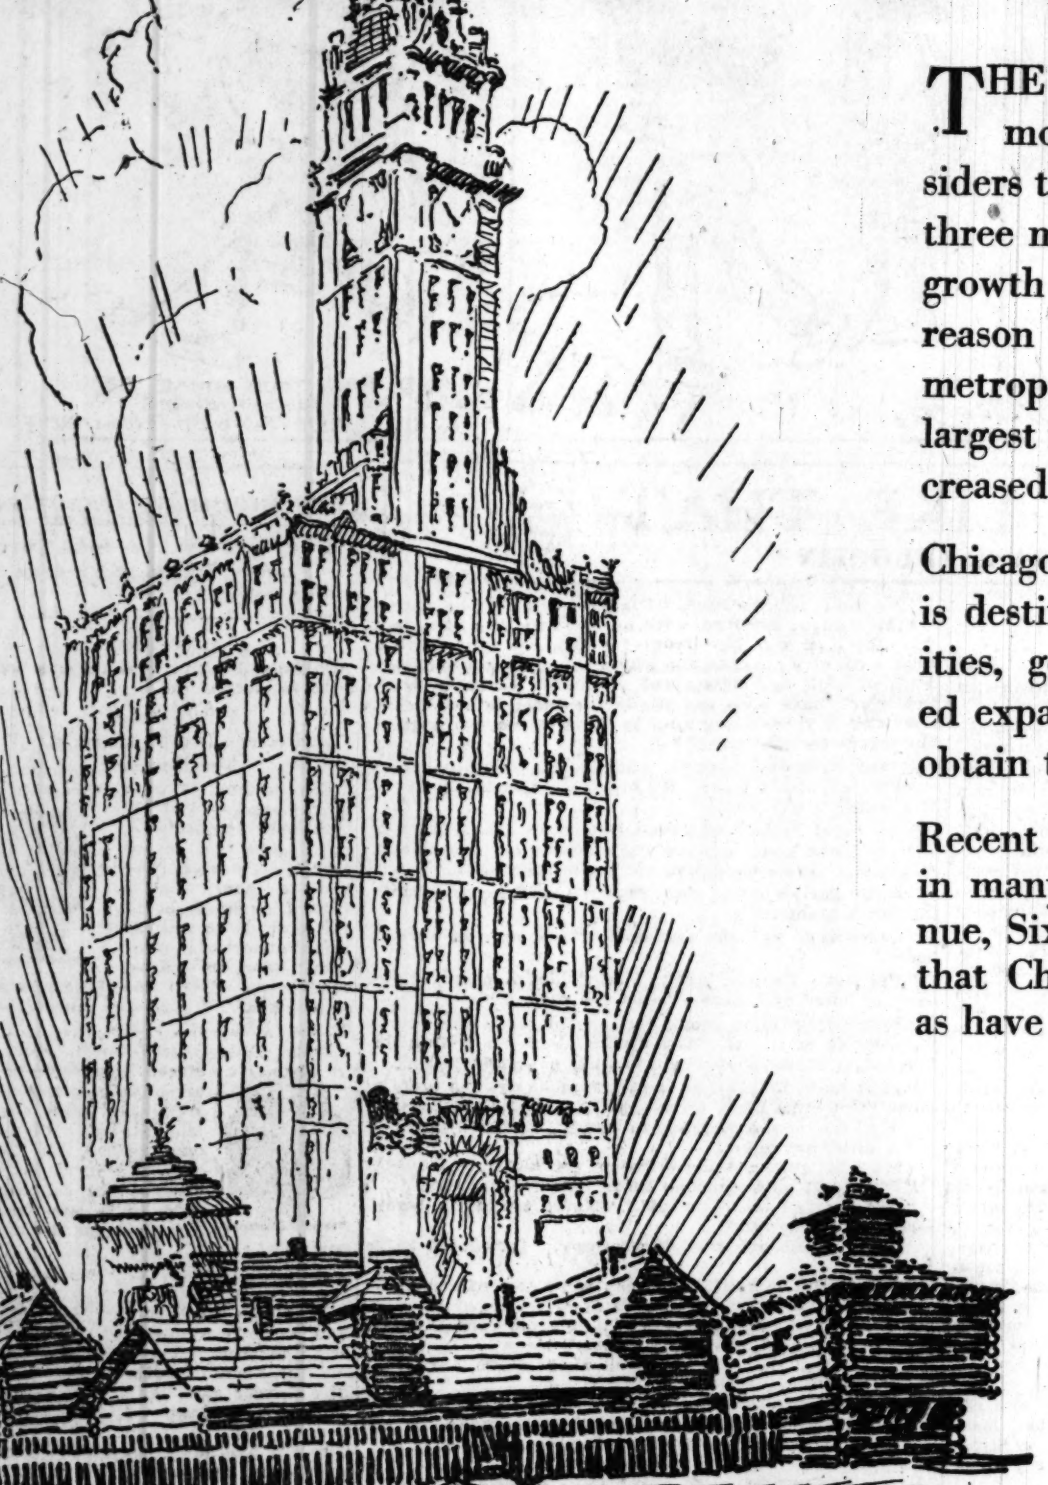 THE
mo
siders t
three m
growth
reason
metrop
largest
creased
Chicago
is desti
ities, g
ed expa
obtain t
Recent
in many
nue, Six
that Ch
as have